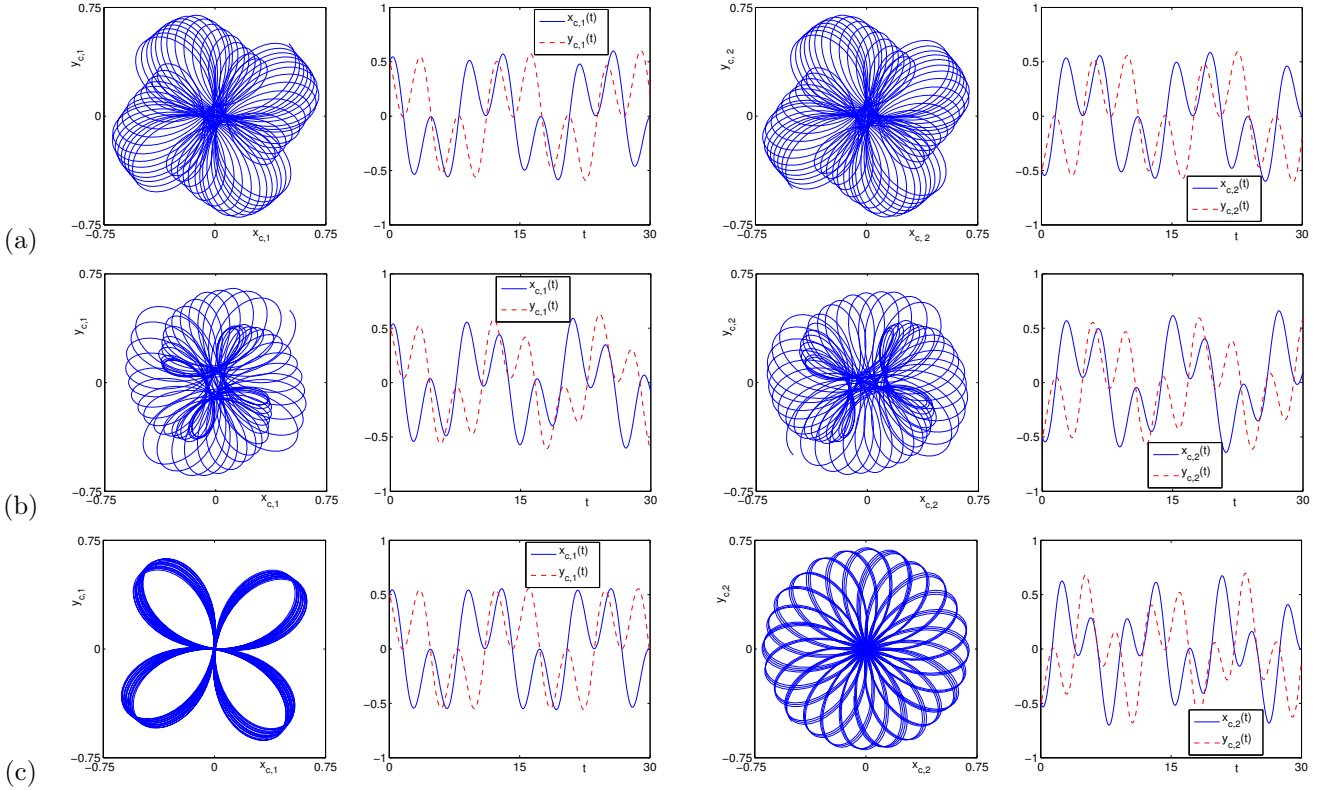 (a)
0.75
0
−0.75
−0.75 0 0.75
y_{c,1}
x_{c,1}
1
0.5
0
−0.5
−1
0 15 30
t
x_{c,1}(t)
y_{c,1}(t)
0.75
0
−0.75
−0.75 0 0.75
y_{c, 2}
x_{c, 2}
1
0.5
0
−0.5
−1
0 15 30
t
x_{c,2}(t)
y_{c,2}(t)
(b)
0.75
0
−0.75
−0.75 0 0.75
y_{c,1}
x_{c,1}
1
0.5
0
−0.5
−1
0 15 30
t
x_{c,1}(t)
y_{c,1}(t)
0.75
0
−0.75
−0.75 0 0.75
y_{c,2}
x_{c,2}
1
0.5
0
−0.5
−1
0 15 30
t
x_{c,2}(t)
y_{c,2}(t)
(c)
0.75
0
−0.75
−0.75 0 0.75
y_{c,1}
x_{c,1}
1
0.5
0
−0.5
−1
0 15 30
t
x_{c,1}(t)
y_{c,1}(t)
0.75
0
−0.75
−0.75 0 0.75
y_{c,2}
x_{c,2}
1
0.5
0
−0.5
−1
0 15 30
t
x_{c,2}(t)
y_{c,2}(t)